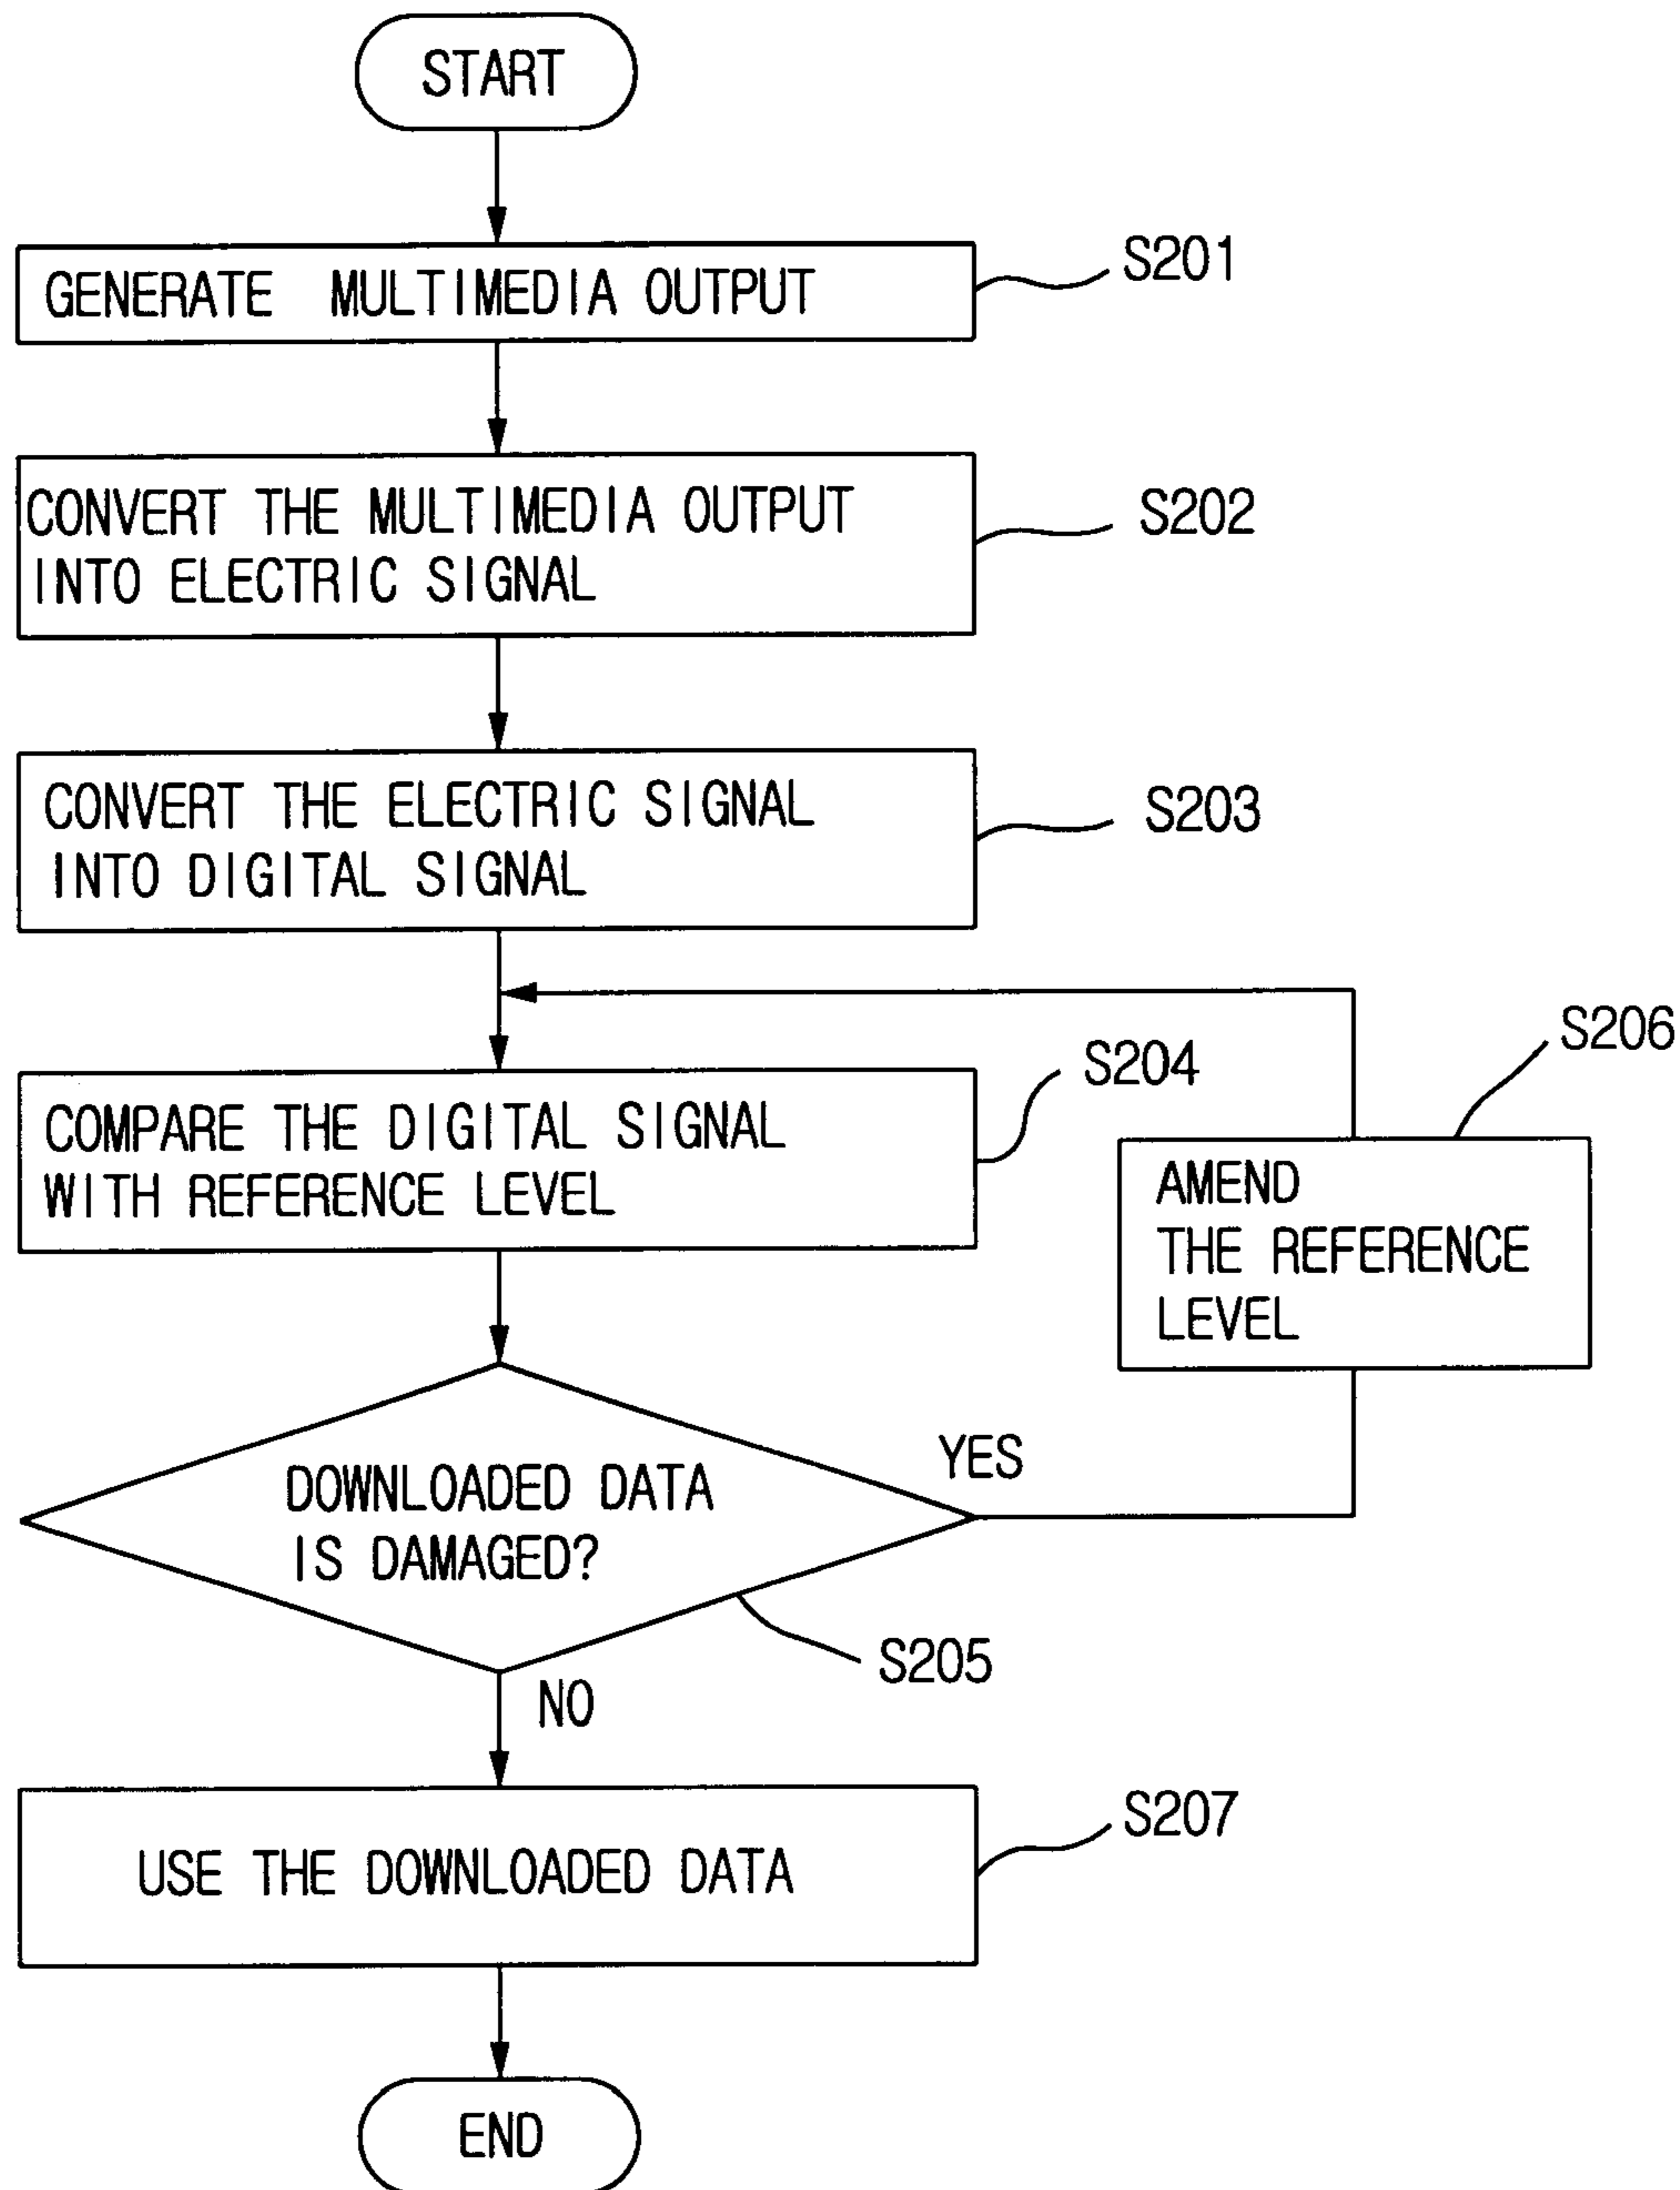 START
GENERATE MULTIMEDIA OUTPUT
S201
CONVERT THE MULTIMEDIA OUTPUT
INTO ELECTRIC SIGNAL
S202
CONVERT THE ELECTRIC SIGNAL
INTO DIGITAL SIGNAL
S203
COMPARE THE DIGITAL SIGNAL
WITH REFERENCE LEVEL
S204
S206
AMEND
THE REFERENCE
LEVEL
DOWNLOADED DATA
IS DAMAGED?
YES
S205
NO
USE THE DOWNLOADED DATA
S207
END